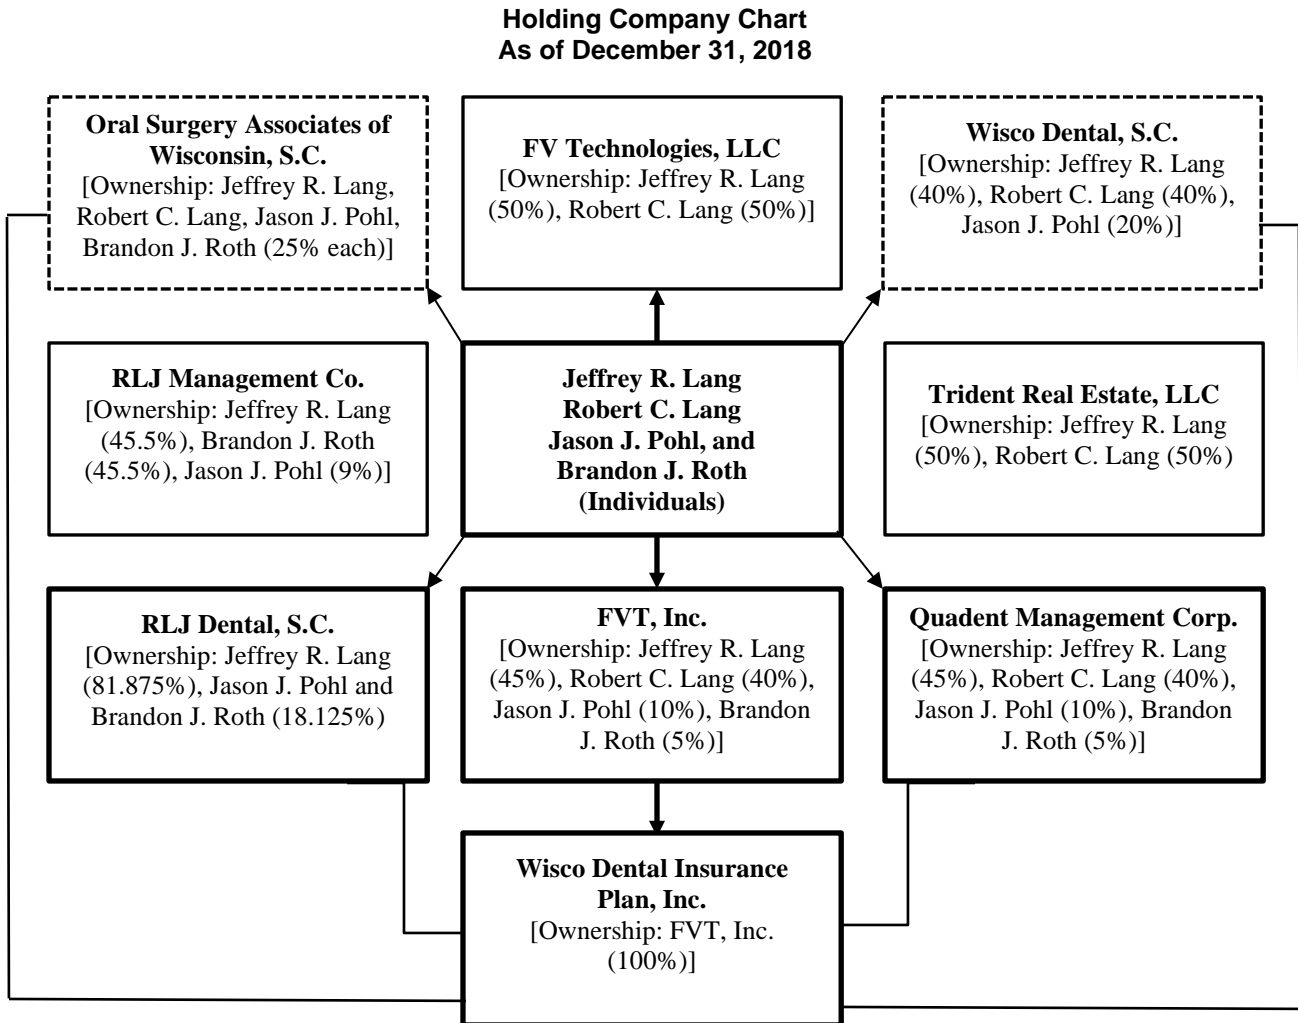 Holding Company Chart
As of December 31, 2018
Oral Surgery Associates of
Wisconsin, S.C.
[Ownership: Jeffrey R. Lang,
Robert C. Lang, Jason J. Pohl,
Brandon J. Roth (25% each)]
FV Technologies, LLC
[Ownership: Jeffrey R. Lang
(50%), Robert C. Lang (50%)]
Wisco Dental, S.C.
[Ownership: Jeffrey R. Lang
(40%), Robert C. Lang (40%),
Jason J. Pohl (20%)]
RLJ Management Co.
[Ownership: Jeffrey R. Lang
(45.5%), Brandon J. Roth
(45.5%), Jason J. Pohl (9%)]
Jeffrey R. Lang
Robert C. Lang
Jason J. Pohl, and
Brandon J. Roth
(Individuals)
Trident Real Estate, LLC
[Ownership: Jeffrey R. Lang
(50%), Robert C. Lang (50%)
RLJ Dental, S.C.
[Ownership: Jeffrey R. Lang
(81.875%), Jason J. Pohl and
Brandon J. Roth (18.125%)
FVT, Inc.
[Ownership: Jeffrey R. Lang
(45%), Robert C. Lang (40%),
Jason J. Pohl (10%), Brandon
J. Roth (5%)]
Quadent Management Corp.
[Ownership: Jeffrey R. Lang
(45%), Robert C. Lang (40%),
Jason J. Pohl (10%), Brandon
J. Roth (5%)]
Wisco Dental Insurance
Plan, Inc.
[Ownership: FVT, Inc.
(100%)]